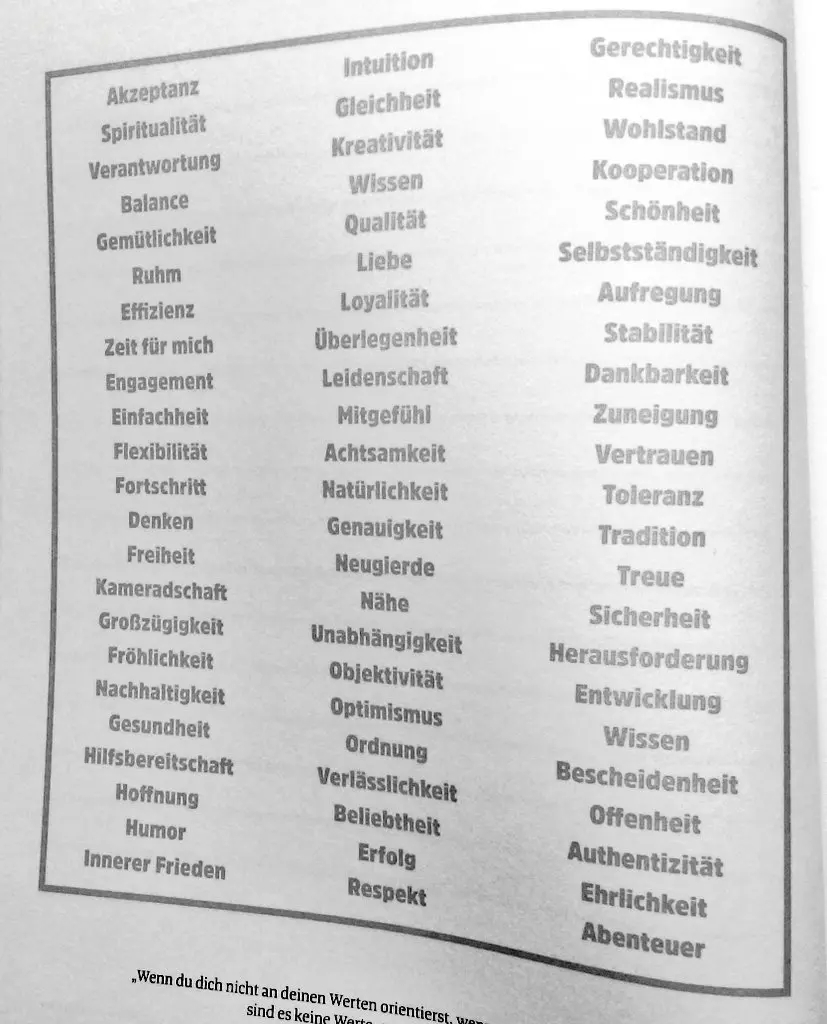 Akzeptanz
Spiritualität
Verantwortung
Balance
Gemütlichkeit
Ruhm
Effizienz
Zeit für mich
Engagement
Einfachheit
Flexibilität
Fortschritt
Denken
Freiheit
Kameradschaft
Großzügigkeit
Fröhlichkeit
Nachhaltigkeit
Gesundheit
Hilfsbereitschaft
Hoffnung
Humor
Innerer Frieden
Intuition
Gleichheit
Kreativität
Wissen
Qualität
Liebe
Loyalität
Überlegenheit
Leidenschaft
Mitgefühl
Achtsamkeit
Natürlichkeit
Genauigkeit
Neugierde
Nähe
Unabhängigkeit
Objektivität
Optimismus
Ordnung
Verlässlichkeit
Beliebtheit
Erfolg
Respekt
Gerechtigkeit
Realismus
Wohlstand
Kooperation
Schönheit
Selbstständigkeit
Aufregung
Stabilität
Dankbarkeit
Zuneigung
Vertrauen
Toleranz
Tradition
Treue
Sicherheit
Herausforderung
Entwicklung
Wissen
Bescheidenheit
Offenheit
Authentizität
Ehrlichkeit
Abenteuer
„Wenn du dich nicht an deinen Werten orientierst,
sind es keine